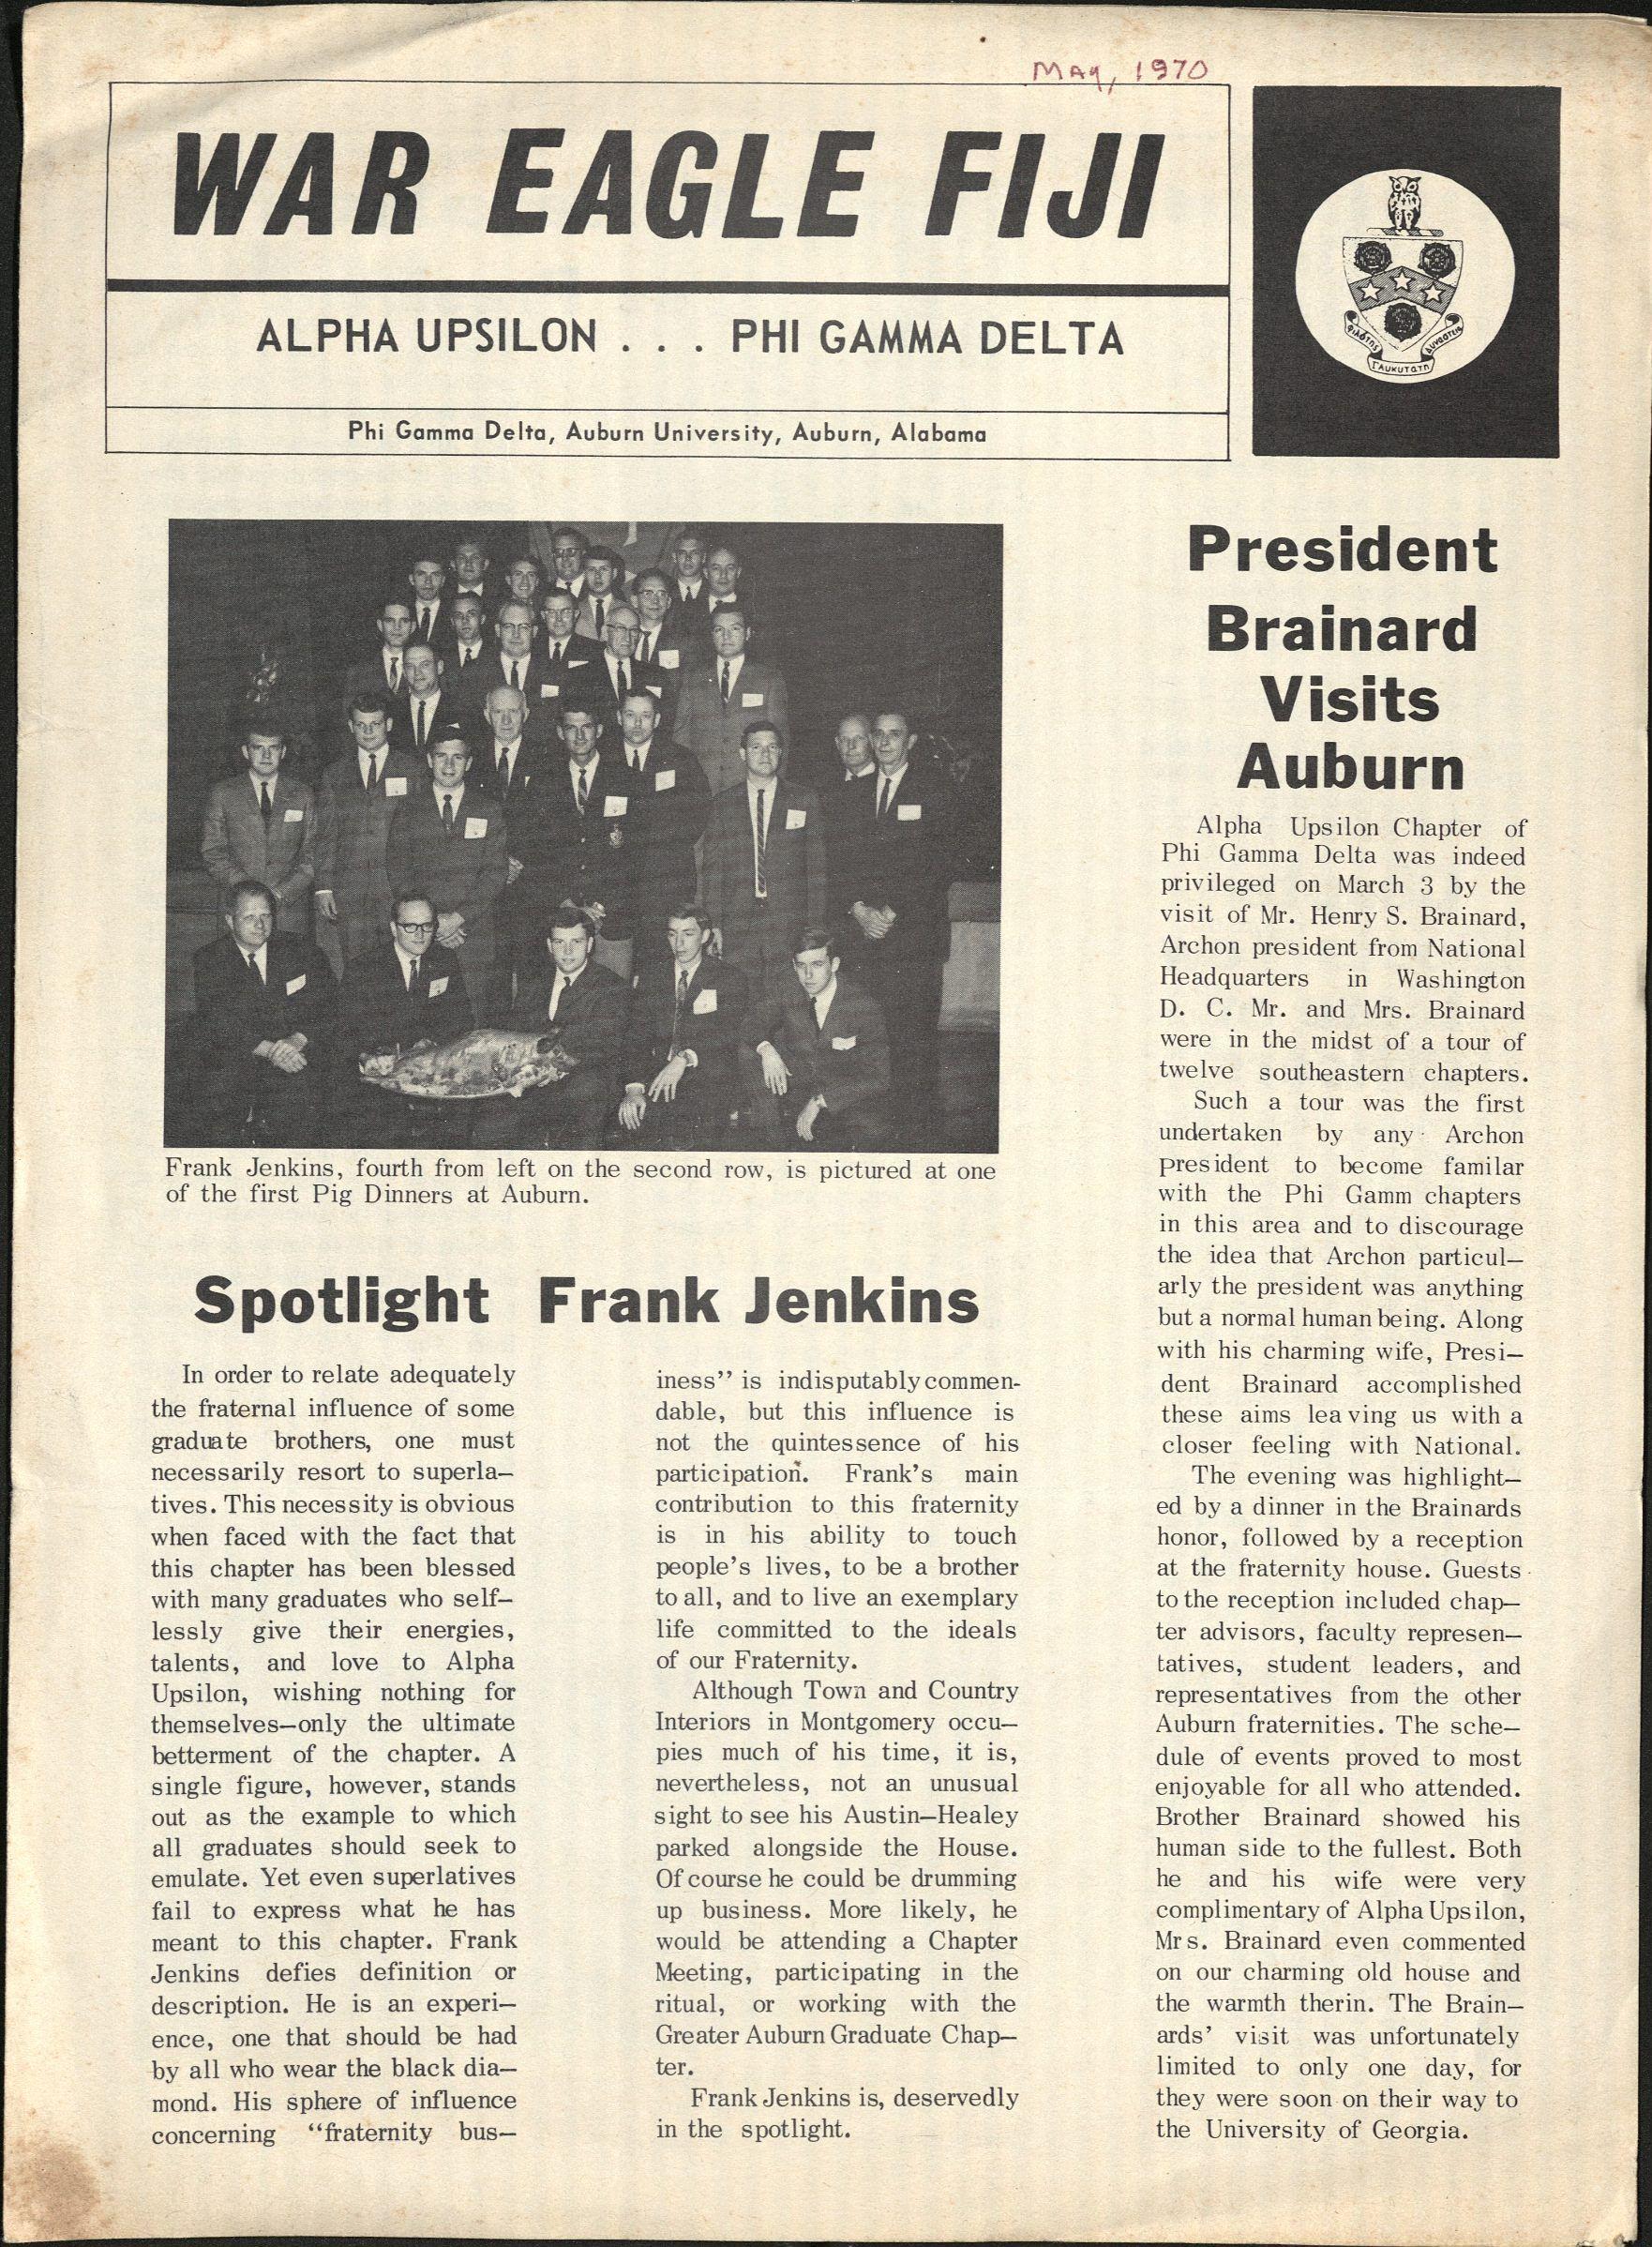 May, 1970
WAR EAGLE FIJI
ALPHA UPSILON . . . PHI GAMMA DELTA
Phi Gamma Delta, Auburn University, Auburn, Alabama
Frank Jenkins, fourth from left on the second row, is pictured at one
of the first Pig Dinners at Auburn.
Spotlight Frank Jenkins
In order to relate adequately
the fraternal influence of some
graduate brothers, one must
necessarily resort to superla–
tives. This necessity is obvious
when faced with the fact that
this chapter has been blessed
with many graduates who self–
lessly give their energies,
talents, and love to Alpha
Upsilon, wishing nothing for
themselves—only the ultimate
betterment of the chapter. A
single figure, however, stands
out as the example to which
all graduates should seek to
emulate. Yet even superlatives
fail to express what he has
meant to this chapter. Frank
Jenkins defies definition or
description. He is an experi–
ence, one that should be had
by all who wear the black dia–
mond. His sphere of influence
concerning "fraternity bus–
iness" is indisputably commen-
dable, but this influence is
not the quintessence of his
participation. Frank's main
contribution to this fraternity
is in his ability to touch
people's lives, to be a brother
to all, and to live an exemplary
life committed to the ideals
of our Fraternity.
Although Town and Country
Interiors in Montgomery occu–
pies much of his time, it is,
nevertheless, not an unusual
sight to see his Austin–Healey
parked alongside the House.
Of course he could be drumming
up business. More likely, he
would be attending a Chapter
Meeting, participating in the
ritual, or working with the
Greater Auburn Graduate Chap–
ter.
Frank Jenkins is, deservedly
in the spotlight.
President
Brainard
Visits
Auburn
Alpha Upsilon Chapter of
Phi Gamma Delta was indeed
privileged on March 3 by the
visit of Mr. Henry S. Brainard,
Archon president from National
Headquarters in Washington
D. C. Mr. and Mrs. Brainard
were in the midst of a tour of
twelve southeastern chapters.
Such a tour was the first
undertaken by any Archon
president to become familar
with the Phi Gamm chapters
in this area and to discourage
the idea that Archon particul–
arly the president was anything
but a normal human being. Along
with his charming wife, Presi–
dent Brainard accomplished
these aims leaving us with a
closer feeling with National.
The evening was highlight–
ed by a dinner in the Brainards
honor, followed by a reception
at the fraternity house. Guests
to the reception included chap–
ter advisors, faculty represen–
tatives, student leaders, and
representatives from the other
Auburn fraternities. The sche–
dule of events proved to most
enjoyable for all who attended.
Brother Brainard showed his
human side to the fullest. Both
he and his wife were very
complimentary of Alpha Upsilon,
Mrs. Brainard even commented
on our charming old house and
the warmth therin. The Brain–
ards' visit was unfortunately
limited to only one day, for
they were soon on their way to
the University of Georgia.